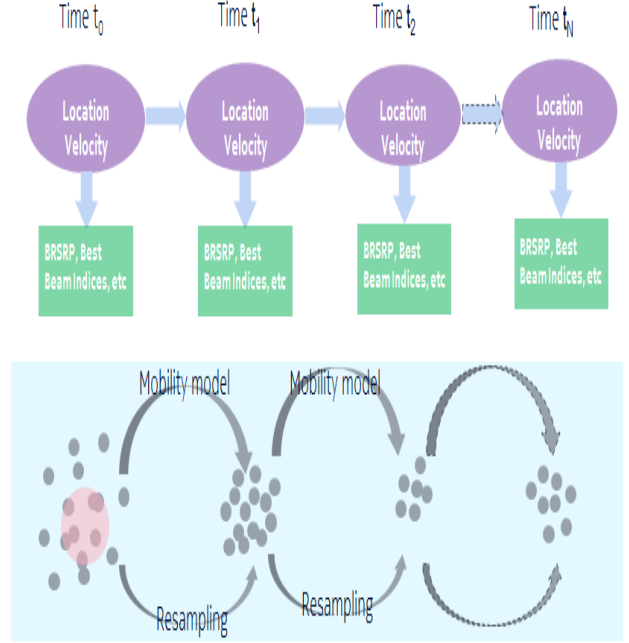 Time t0
Time t1
Time t2
Time tN
Location
Velocity
Location
Velocity
Location
Velocity
Location
Velocity
BRSRP, Best
Beam Indices, etc
BRSRP, Best
Beam Indices, etc
BRSRP, Best
Beam Indices, etc
BRSRP, Best
Beam Indices, etc
Mobility model
Mobility model
Resampling
Resampling